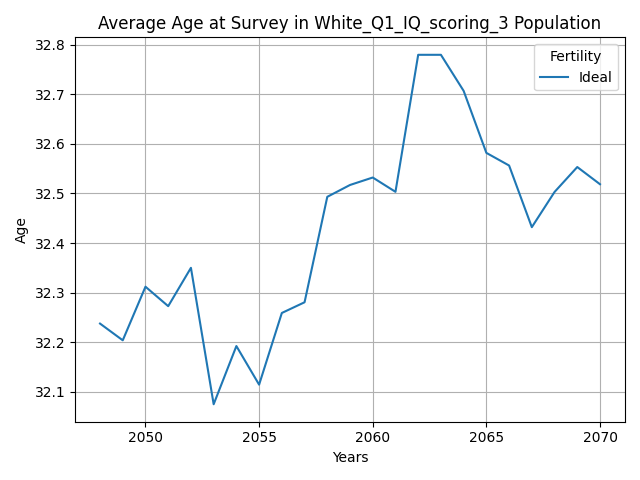 Average Age at Survey in White_Q1_IQ_scoring_3 Population
Fertility
Ideal
32.8
32.7
32.6
32.5
32.4
32.3
32.2
32.1
Age
2050 2055 2060 2065 2070
Years